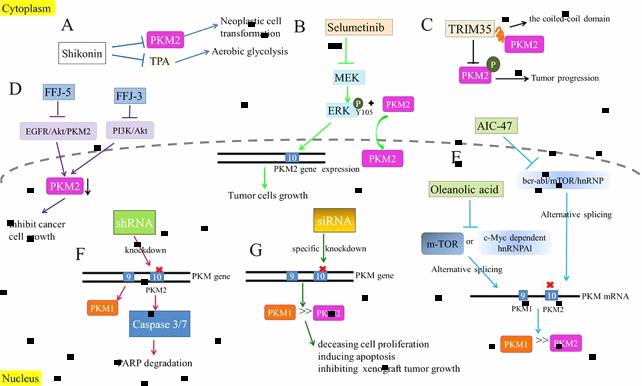 Cytoplasm
A
Shikonin
PKM2
TPA
Neoplastic cell
transformation
Aerobic glycolysis
B
Selumetinib
MEK
ERK
P
Y105
+
PKM2
PKM2
10
PKM2 gene expression
Tumor cells growth
C
TRIM35
the coiled-coil domain
PKM2
P
PKM2
Tumor progression
D
FFJ-5
FFJ-3
EGFR/Akt/PKM2
PI3K/Akt
PKM2
inhibit cancer
cell growth
E
AIC-47
bcr-abl/mTOR/hnRNP
Oleanolic acid
Alternative splicing
m-TOR
or
c-Myc dependent
hnRNPAl
Alternative splicing
9
10
PKM mRNA
PKM1
PKM2
PKM1
>>
PKM2
F
shRNA
knockdown
9
10
PKM gene
PKM2
PKM1
Caspase 3/7
PARP degradation
G
siRNA
specific knockdown
9
10
PKM gene
PKM1
>>
PKM2
deceasing cell proliferation
inducing apoptosis
inhibiting xenograft tumor growth
Nucleus